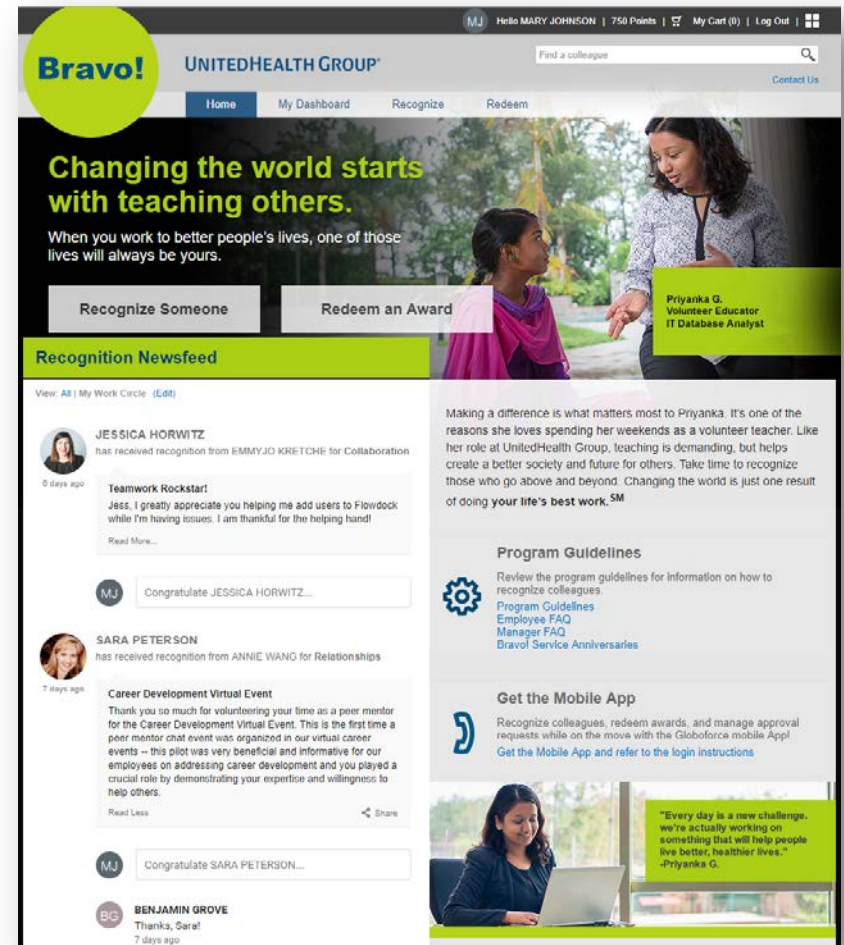 MJ Hello MARY JOHNSON | 750 Points | My Cart (0) | Log Out |
Bravo!
UNITEDHEALTH GROUP®
Find a colleague
Contact Us
Home My Dashboard Recognize Redeem
Changing the world starts
with teaching others.
When you work to better people's lives, one of those
lives will always be yours.
Recognize Someone
Redeem an Award
Priyanka G.
Volunteer Educator
IT Database Analyst
Recognition Newsfeed
View: All | My Work Circle (Edit)
JESSICA HORWITZ
has received recognition from EMMYJO KRETCHE for Collaboration
6 days ago
Teamwork Rockstar!
Jess, I greatly appreciate you helping me add users to Flowdock
while I'm having issues. I am thankful for the helping hand!
Read More...
MJ Congratulate JESSICA HORWITZ...
SARA PETERSON
has received recognition from ANNIE WANG for Relationships
7 days ago
Career Development Virtual Event
Thank you so much for volunteering your time as a peer mentor
for the Career Development Virtual Event. This is the first time a
peer mentor chat event was organized in our virtual career
events -- this pilot was very beneficial and informative for our
employees on addressing career development and you played a
crucial role by demonstrating your expertise and willingness to
help others.
Read Less Share
MJ Congratulate SARA PETERSON...
BG BENJAMIN GROVE
Thanks, Sara!
7 days ago
Making a difference is what matters most to Priyanka. It's one of the
reasons she loves spending her weekends as a volunteer teacher. Like
her role at UnitedHealth Group, teaching is demanding, but helps
create a better society and future for others. Take time to recognize
those who go above and beyond. Changing the world is just one result
of doing your life's best work.SM
Program Guidelines
Review the program guidelines for information on how to
recognize colleagues.
Program Guidelines
Employee FAQ
Manager FAQ
Bravo! Service Anniversaries
Get the Mobile App
Recognize colleagues, redeem awards, and manage approval
requests while on the move with the Globoforce mobile App!
Get the Mobile App and refer to the login instructions
"Every day is a new challenge.
we're actually working on
something that will help people
live better, healthier lives."
-Priyanka G.